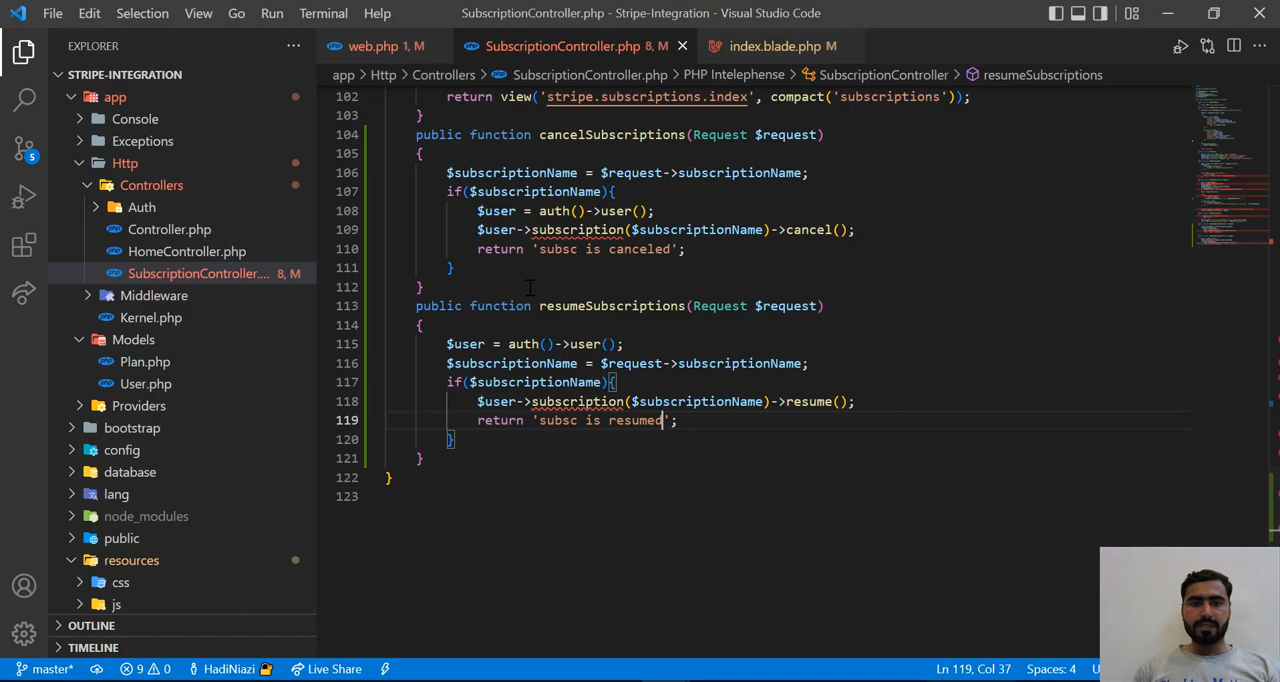 File Edit Selection View Go Run Terminal Help SubscriptionController.php - Stripe-Integration - Visual Studio Code
EXPLORER
web.php 1, M SubscriptionController.php 8, M index.blade.php M
STRIPE-INTEGRATION
app > Http > Controllers > SubscriptionController.php > PHP Intelephense > SubscriptionController > resumeSubscriptions
app
Console
Exceptions
Http
Controllers
Auth
Controller.php
HomeController.php
SubscriptionController.... 8, M
Middleware
Kernel.php
Models
Plan.php
User.php
Providers
bootstrap
config
database
lang
node_modules
public
resources
css
js
OUTLINE
TIMELINE
102 return view('stripe.subscriptions.index', compact('subscriptions'));
103 }
104 public function cancelSubscriptions(Request $request)
105 {
106 $subscriptionName = $request->subscriptionName;
107 if($subscriptionName){
108 $user = auth()->user();
109 $user->subscription($subscriptionName)->cancel();
110 return 'subsc is canceled';
111 }
112 }
113 public function resumeSubscriptions(Request $request)
114 {
115 $user = auth()->user();
116 $subscriptionName = $request->subscriptionName;
117 if($subscriptionName){
118 $user->subscription($subscriptionName)->resume();
119 return 'subsc is resumed';
120 }
121 }
122 }
123
master* 9 0 HadiNiazi Live Share Ln 119, Col 37 Spaces: 4